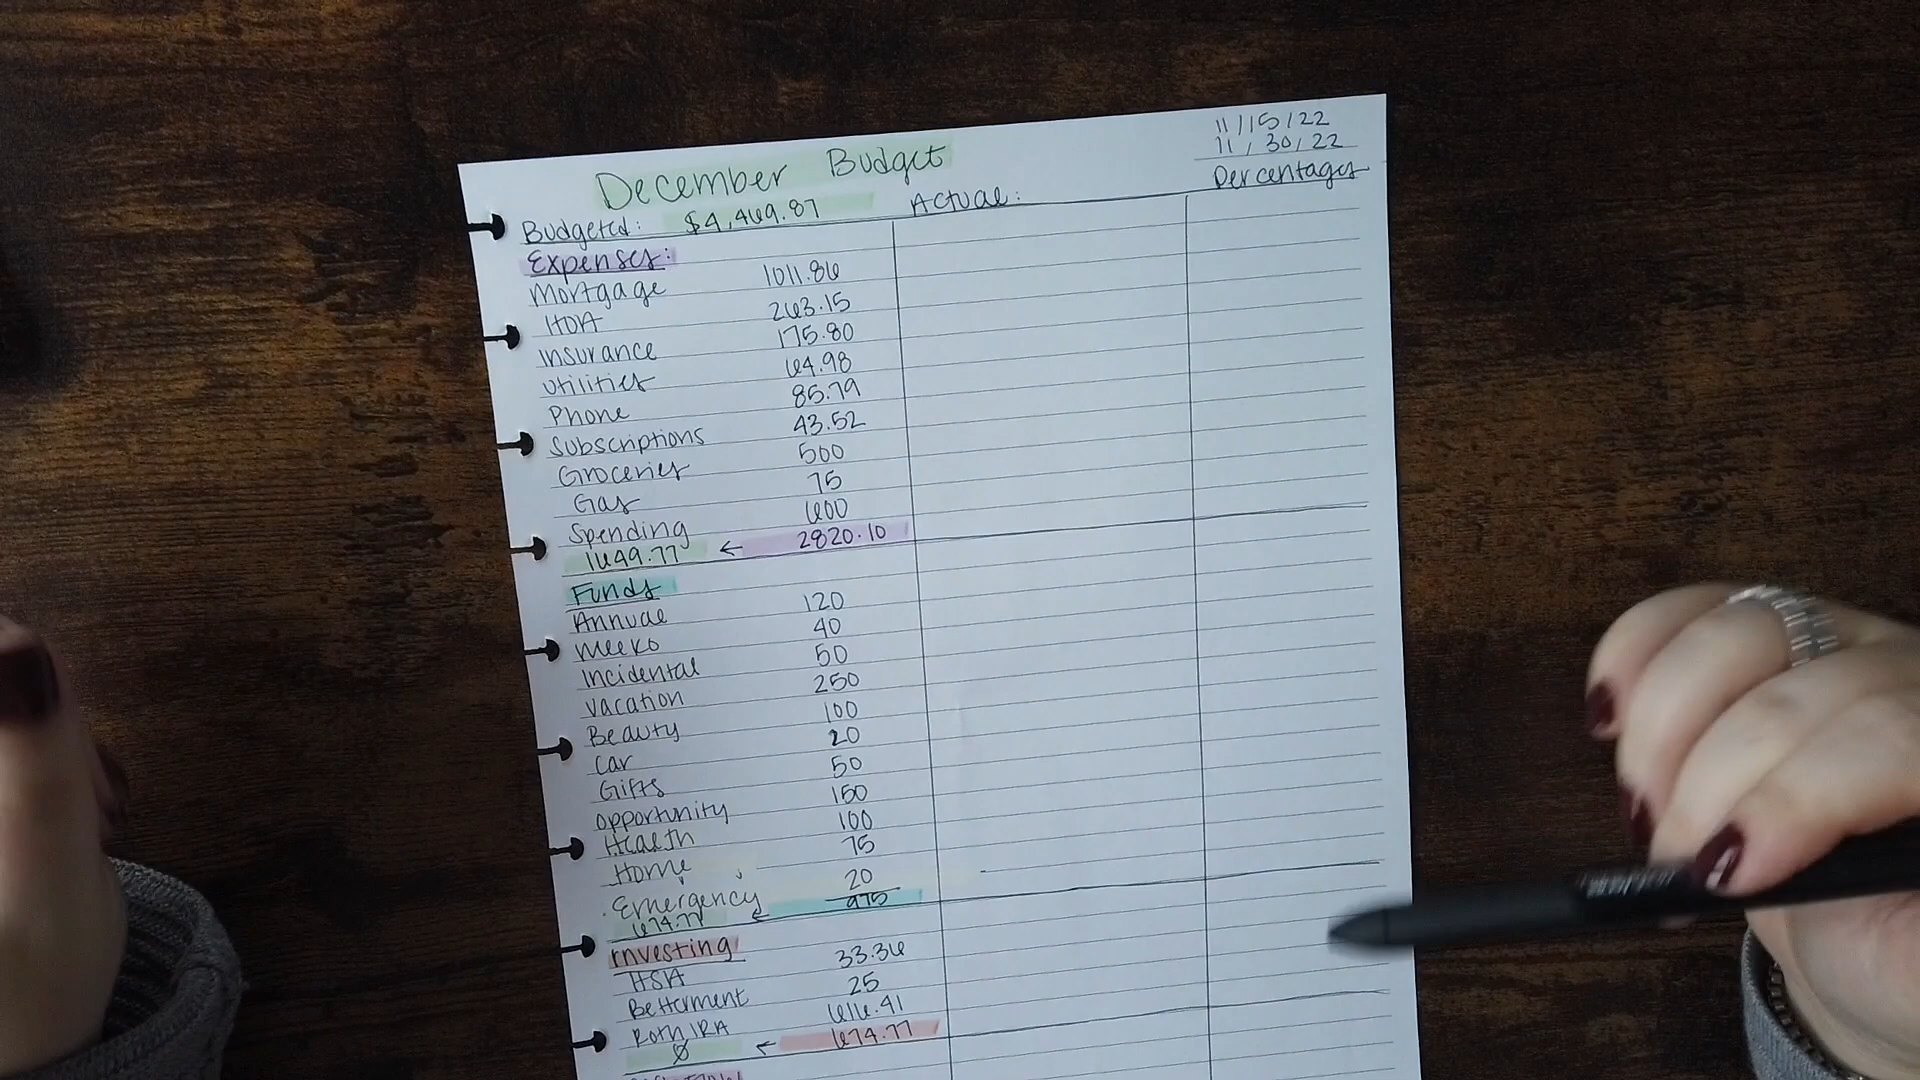 11/15/22
11/30/22
December Budget
Percentages
Budgeted: $4,469.87 Actual:
Expenses:
Mortgage 1011.86
HOA 263.15
Insurance 175.80
Utilities 64.98
Phone 85.79
Subscriptions 43.52
Groceries 500
Gas 75
Spending 600
1649.77 ← 2820.10
Funds
Annual 120
Meeko 40
Incidental 50
Vacation 250
Beauty 100
Car 20
Gifts 50
Opportunity 150
Health 100
Home 75
Emergency 20
674.77 ← 975
Investing
HSA 33.36
Betterment 25
Roth IRA 616.41
Ø ← 674.77